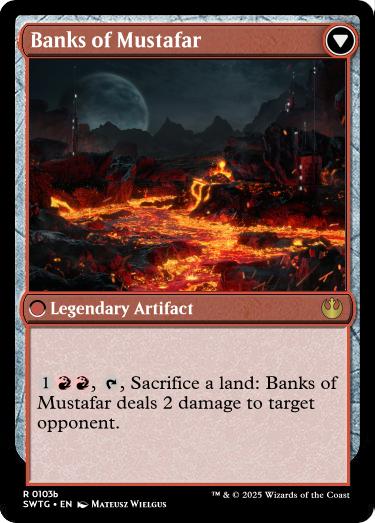 Banks of Mustafar
Legendary Artifact
1, , Sacrifice a land: Banks of
Mustafar deals 2 damage to target
opponent.
R 0103b
SWTG • EN Mateusz Wielgus
™ & © 2025 Wizards of the Coast